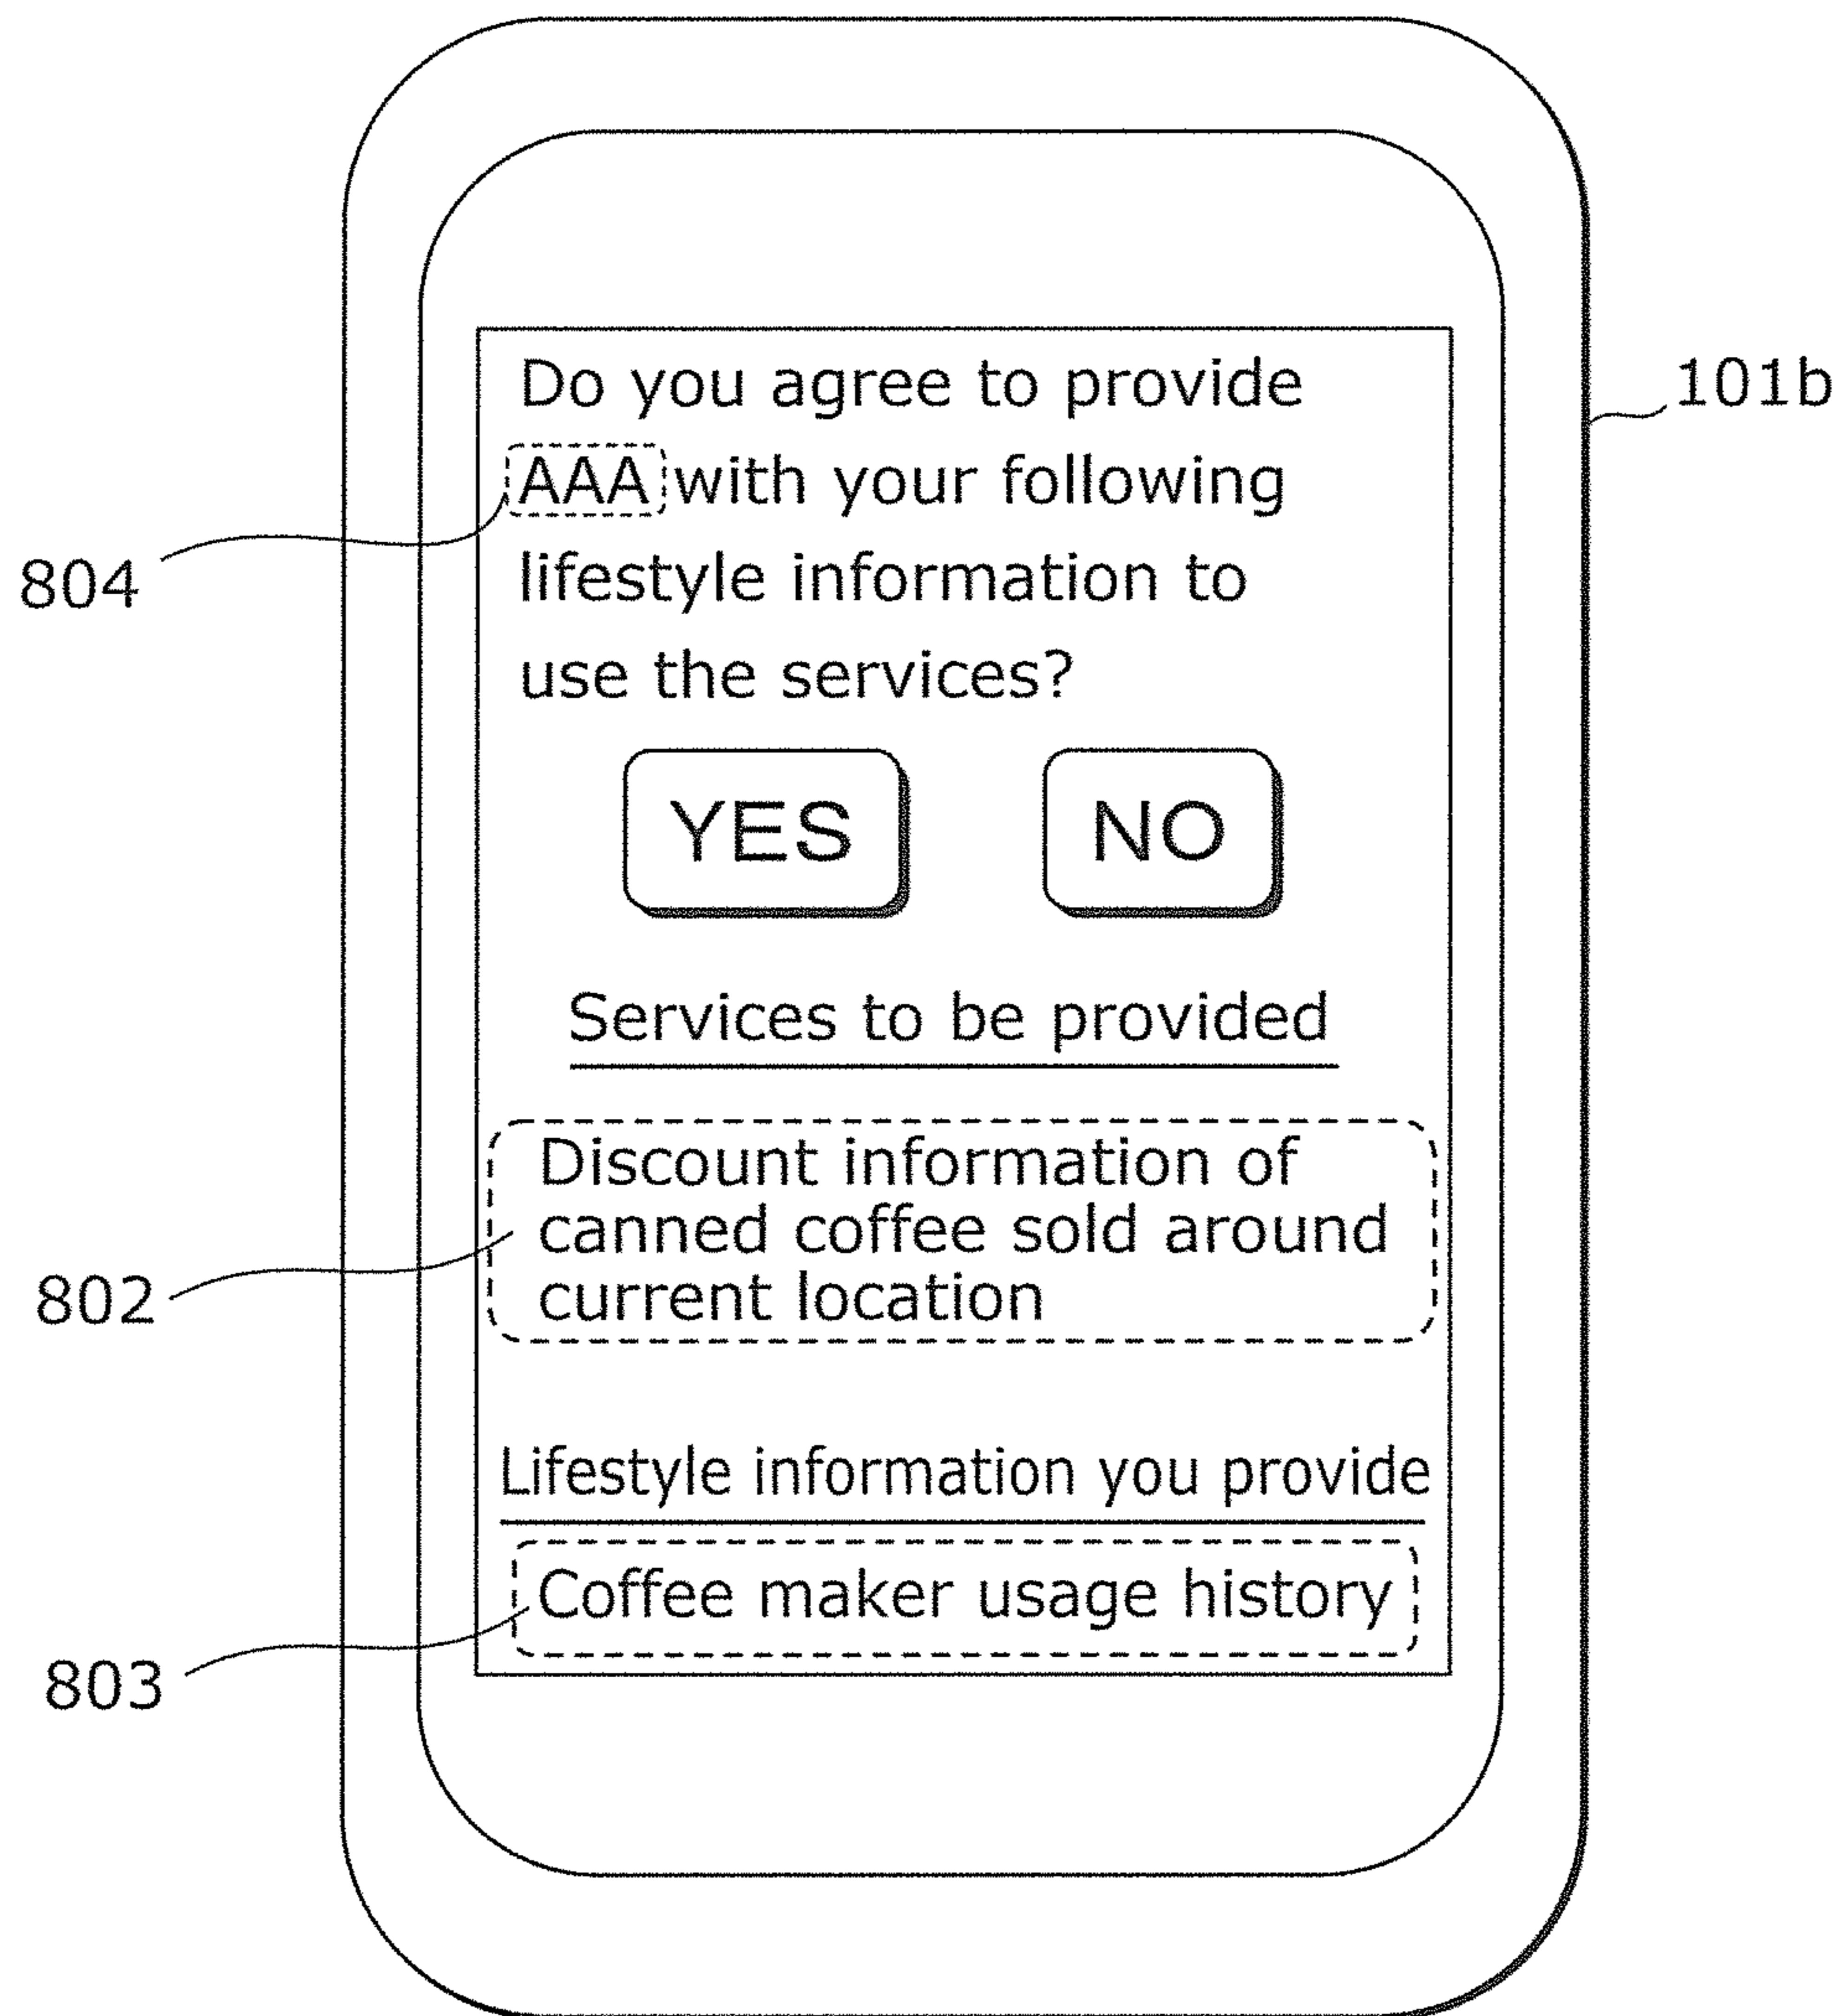 Do you agree to provide
101b
AAA with your following
804
lifestyle information to
use the services?
YES NO
Services to be provided
Discount information of
canned coffee sold around
802
current location
Lifestyle information you provide
Coffee maker usage history
803